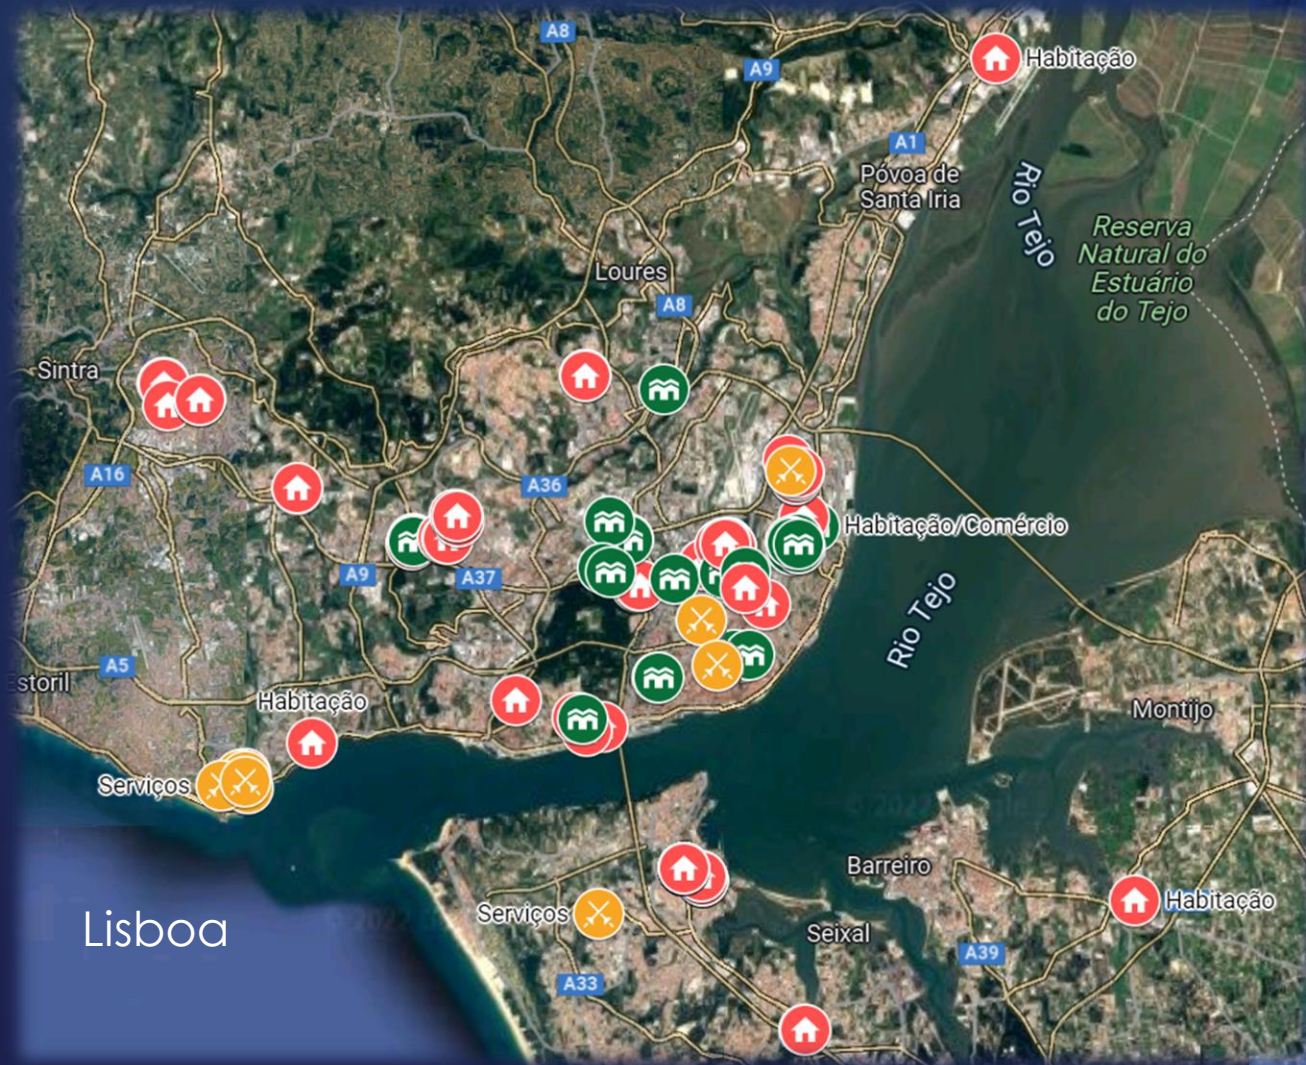 A8
A9
Habitação
A1
Póvoa de
Santa Iria
Rio Tejo
Reserva
Natural do
Estuário
do Tejo
Loures
A8
Sintra
A16
A36
Habitação/Comércio
A9
A37
Rio Tejo
A5
Estoril
Habitação
Montijo
Serviços
Barreiro
Habitação
Serviços
Lisboa
Seixal
A39
A33